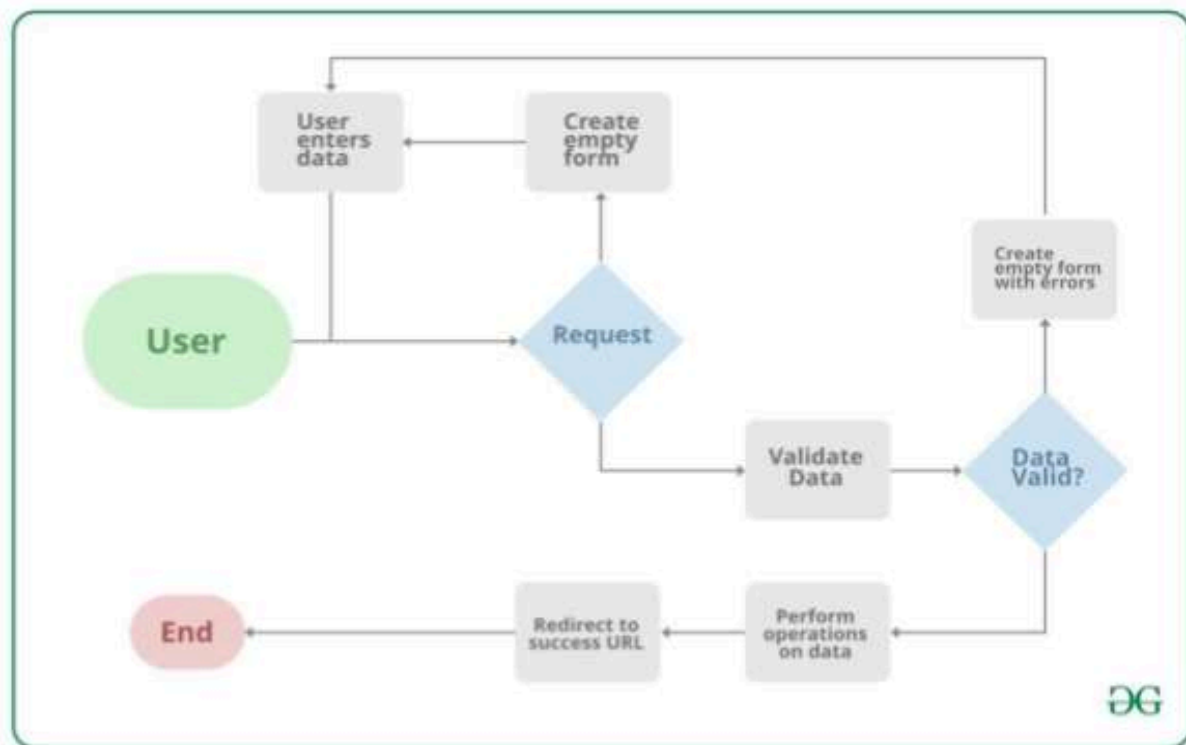 User
enters
data
Create
empty
form
Create
empty form
with errors
User
Request
Validate
Data
Data
Valid?
End
Redirect to
success URL
Perform
operations
on data